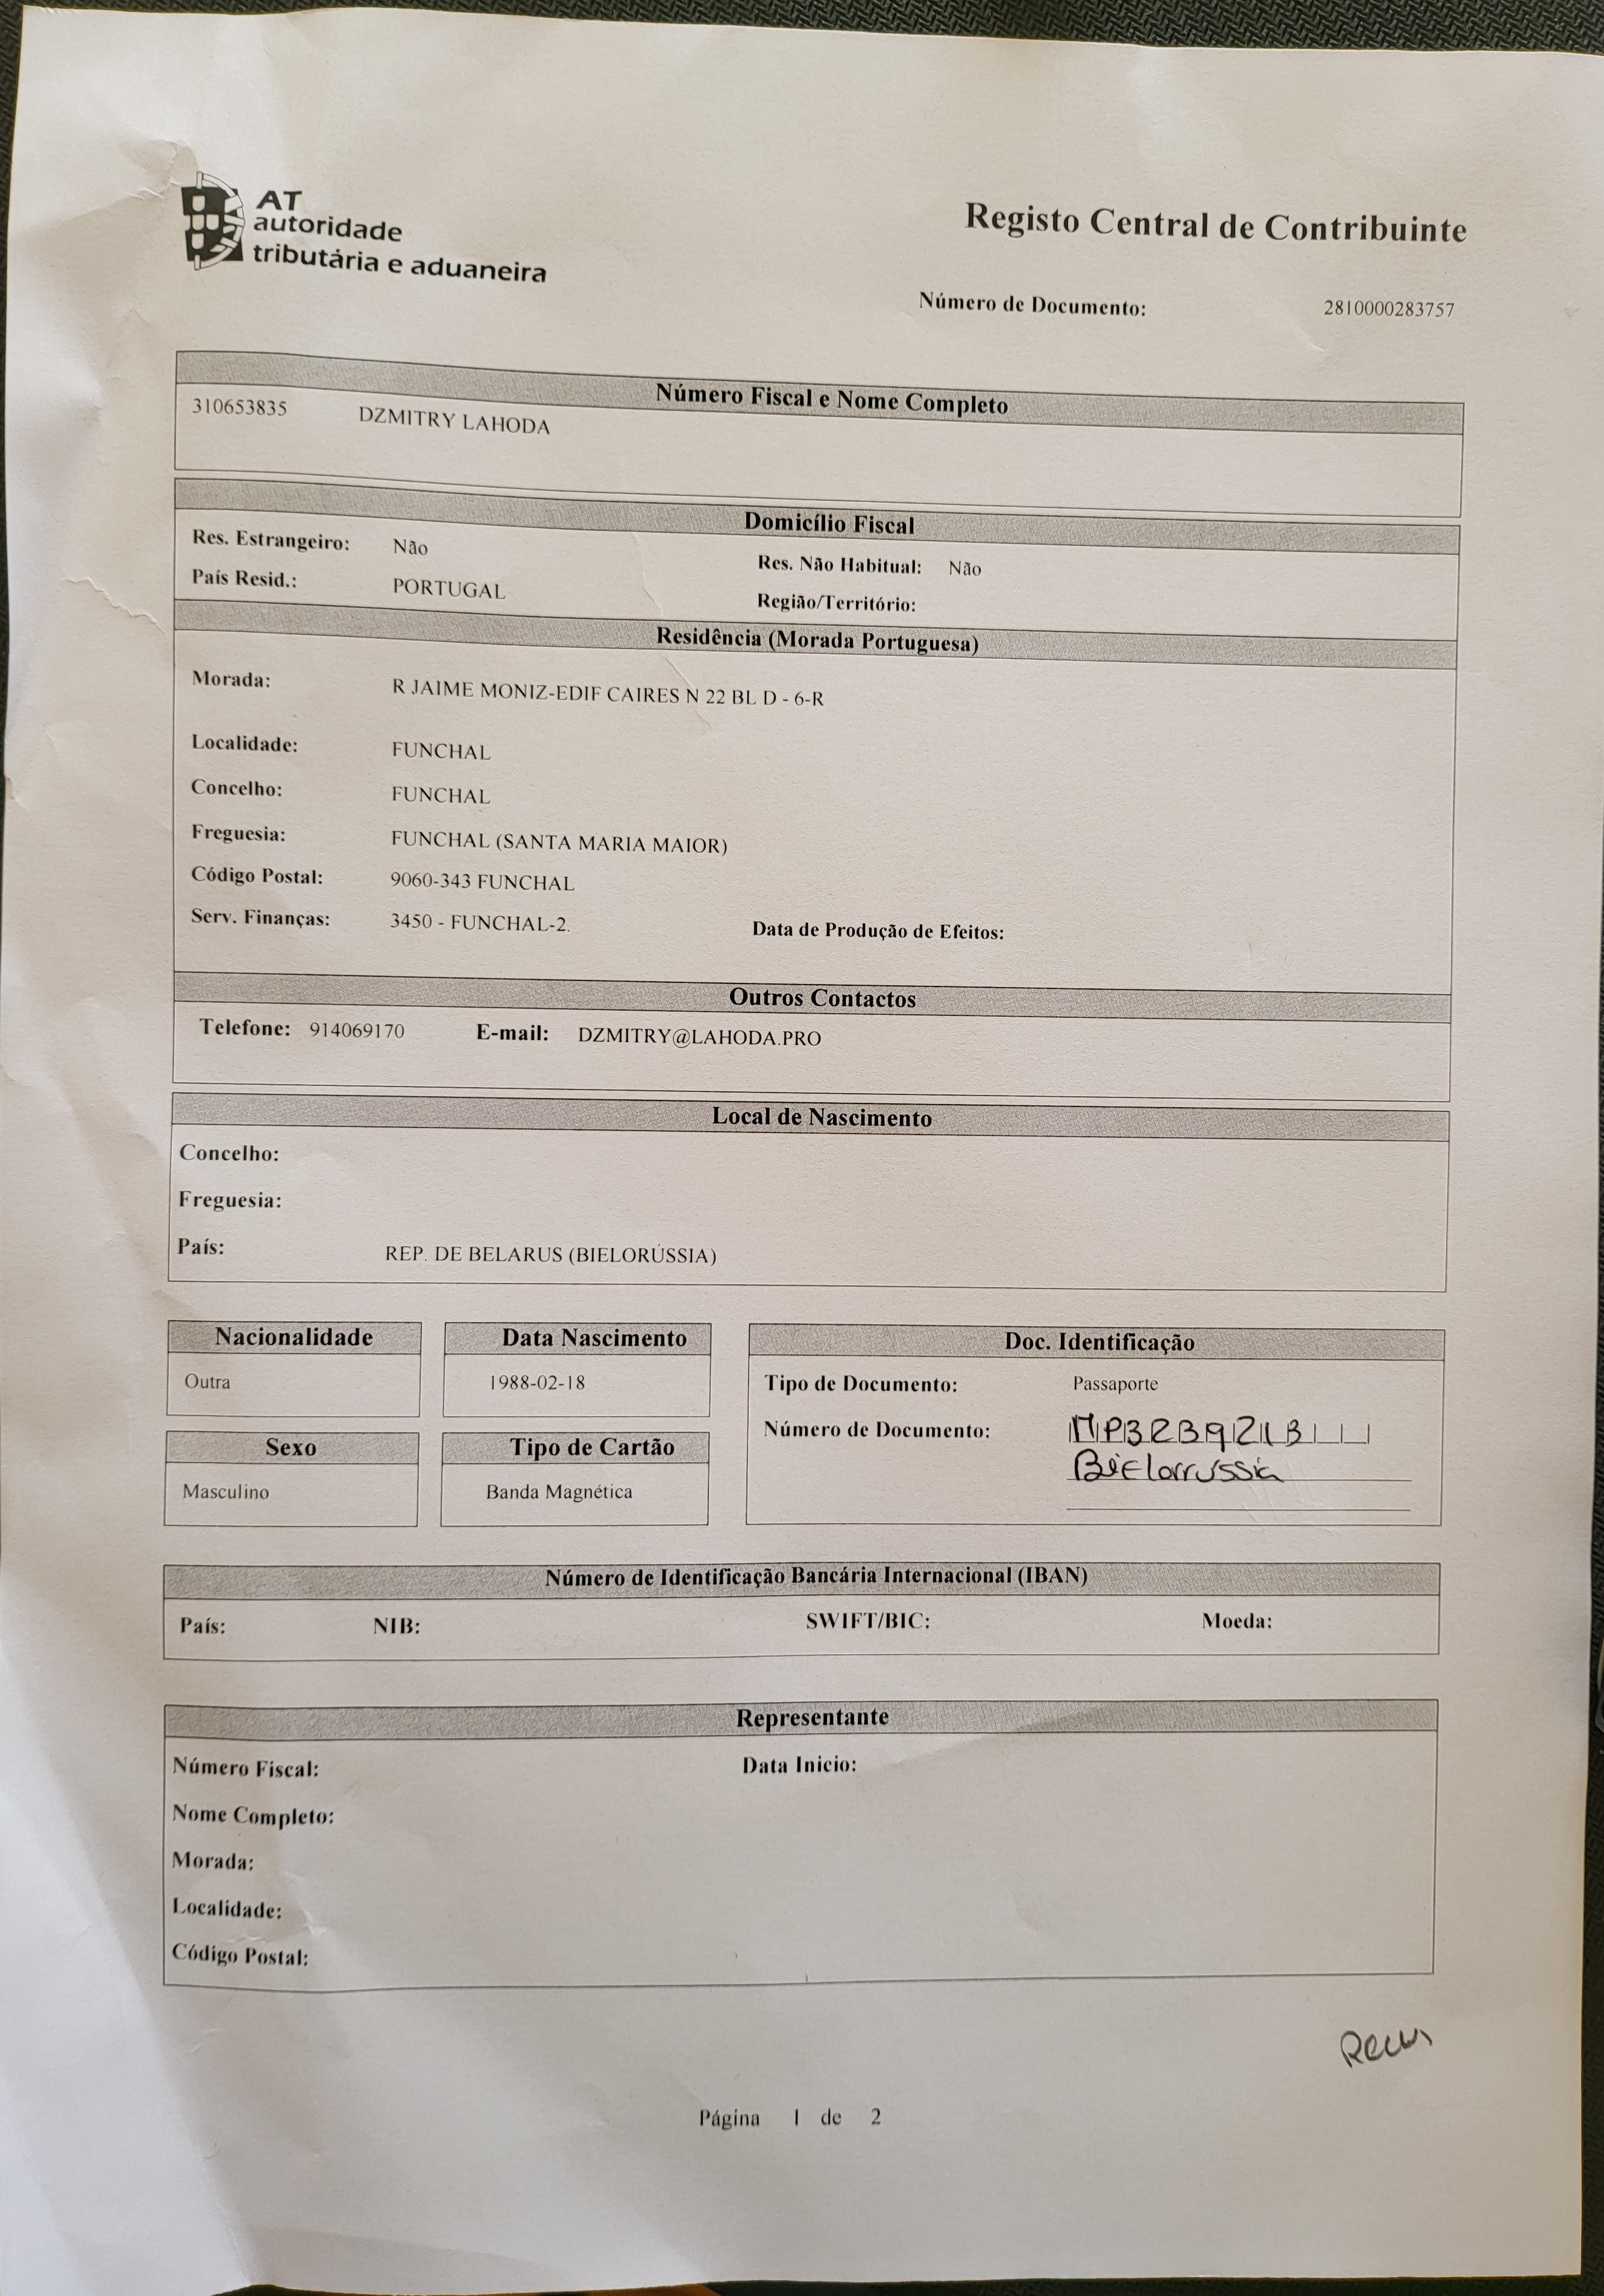 AT
autoridade
tributária e aduaneira
Registo Central de Contribuinte
Número de Documento: 2810000283757
Número Fiscal e Nome Completo
310653835 DZMITRY LAHODA
Domicílio Fiscal
Res. Estrangeiro: Não Res. Não Habitual: Não
País Resid.: PORTUGAL Região/Território:
Residência (Morada Portuguesa)
Morada: R JAIME MONIZ-EDIF CAIRES N 22 BL D - 6-R
Localidade: FUNCHAL
Concelho: FUNCHAL
Freguesia: FUNCHAL (SANTA MARIA MAIOR)
Código Postal: 9060-343 FUNCHAL
Serv. Finanças: 3450 - FUNCHAL-2. Data de Produção de Efeitos:
Outros Contactos
Telefone: 914069170 E-mail: DZMITRY@LAHODA.PRO
Local de Nascimento
Concelho:
Freguesia:
País: REP. DE BELARUS (BIELORÚSSIA)
Nacionalidade Data Nascimento Doc. Identificação
Outra 1988-02-18 Tipo de Documento: Passaporte
Número de Documento: MP3239213
Bielorrussia
Sexo Tipo de Cartão
Masculino Banda Magnética
Número de Identificação Bancária Internacional (IBAN)
País: NIB: SWIFT/BIC: Moeda:
Representante
Número Fiscal: Data Inicio:
Nome Completo:
Morada:
Localidade:
Código Postal:
Página 1 de 2